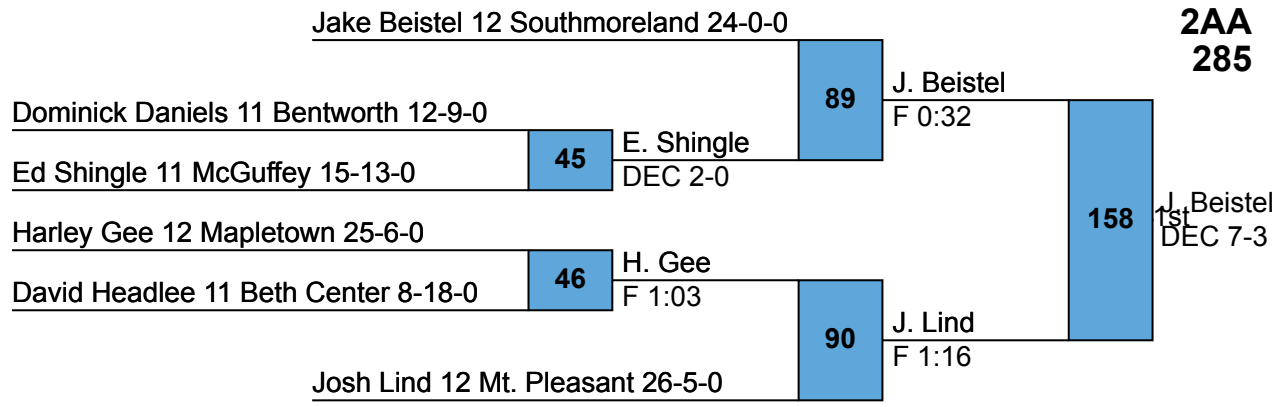 Jake Beistel 12 Southmoreland 24-0-0
2AA
285
89
J. Beistel
F 0:32
Dominick Daniels 11 Bentworth 12-9-0
45
E. Shingle
DEC 2-0
Ed Shingle 11 McGuffey 15-13-0
158
1st
J. Beistel
DEC 7-3
Harley Gee 12 Mapletown 25-6-0
46
H. Gee
F 1:03
David Headlee 11 Beth Center 8-18-0
90
J. Lind
F 1:16
Josh Lind 12 Mt. Pleasant 26-5-0